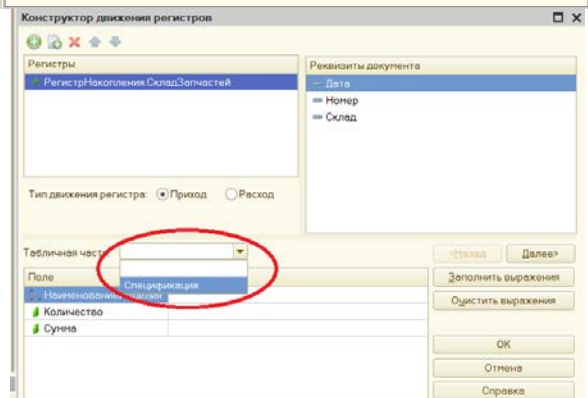 Конструктор движения регистров
Регистры
РегистрНакопления.СкладЗапчастей
Реквизиты документа
Дата
Номер
Склад
Тип движения регистра: Приход Расход
Табличная часть:
<Назад Далее>
Поле
Спецификация
Заполнить выражения
Наименование
Количество
Очистить выражения
Сумма
ОК
Отмена
Справка